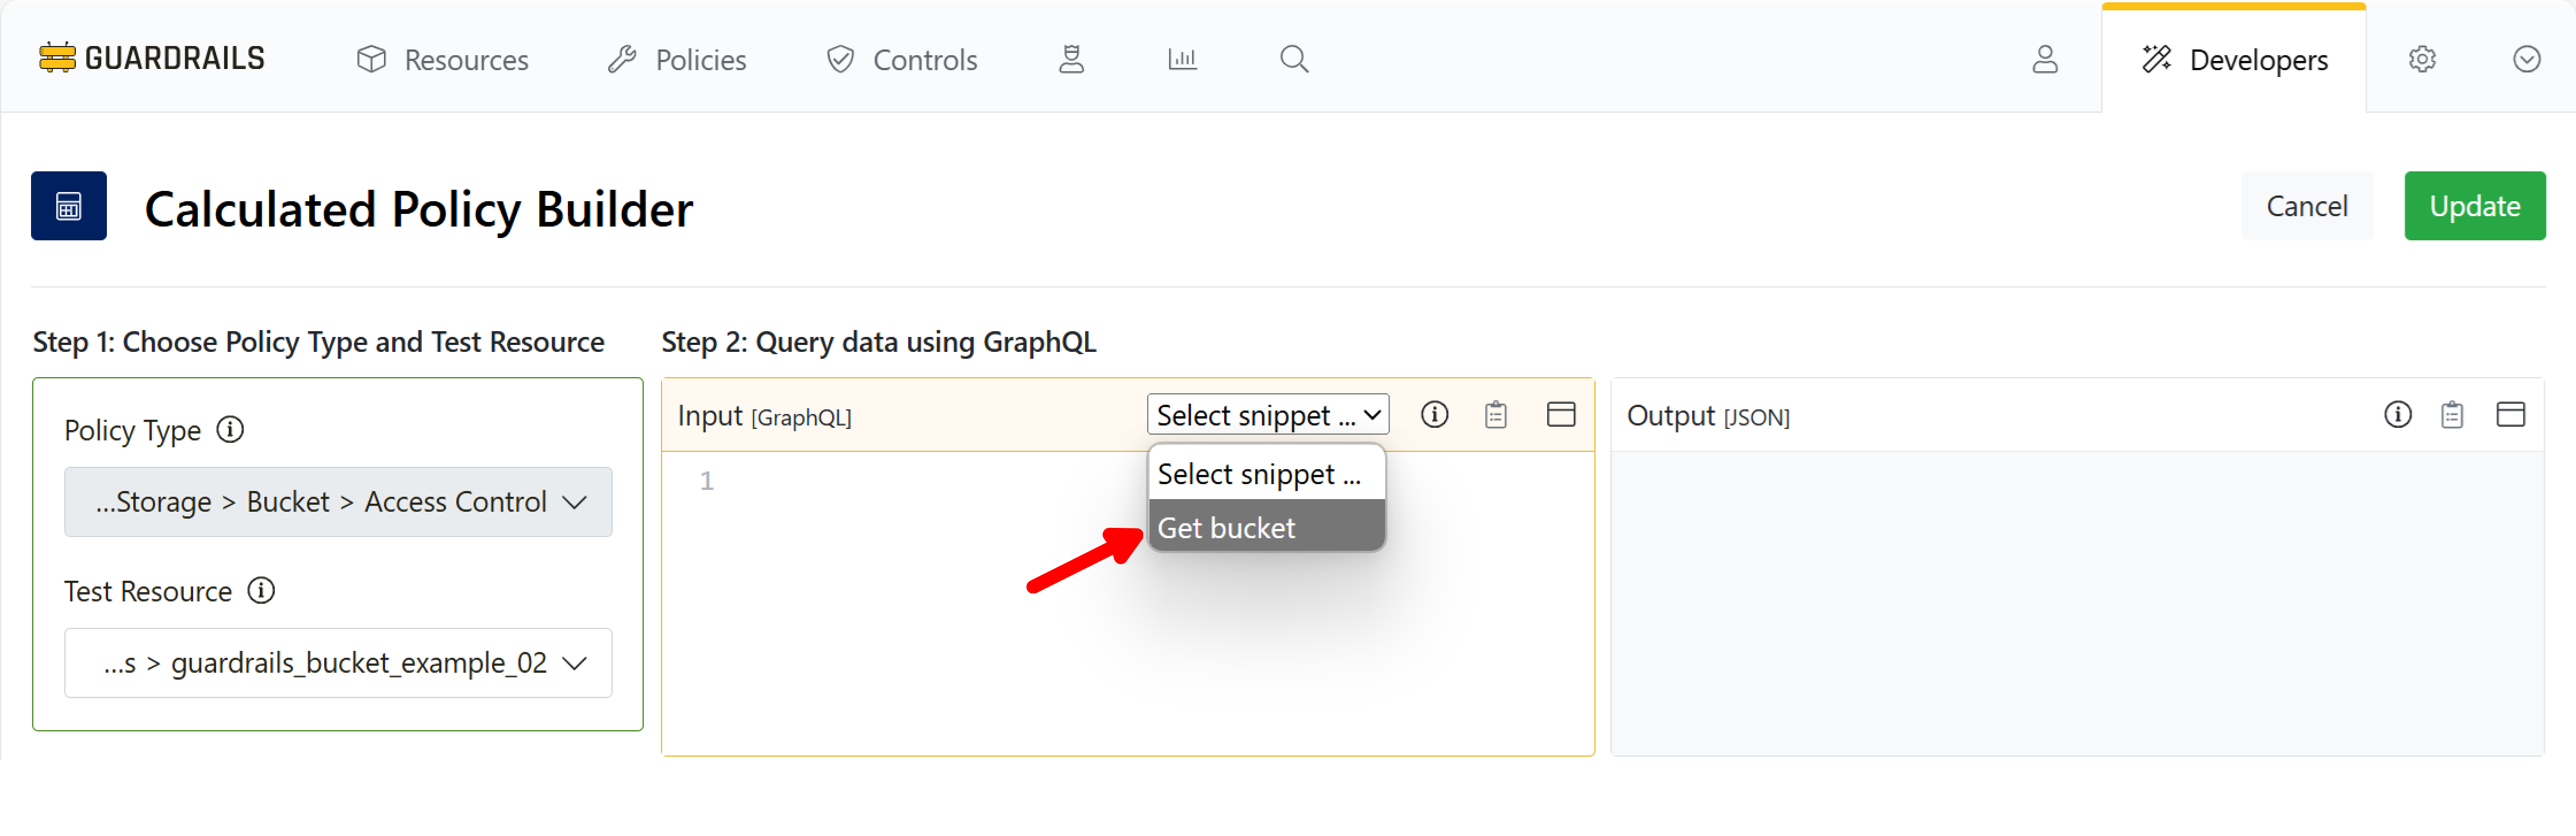 GUARDRAILS
Resources
Policies
Controls
Developers
Calculated Policy Builder
Cancel
Update
Step 1: Choose Policy Type and Test Resource
Policy Type
...Storage > Bucket > Access Control
Test Resource
...s > guardrails_bucket_example_02
Step 2: Query data using GraphQL
Input [GraphQL]
Select snippet ...
Select snippet ...
Get bucket
1
Output [JSON]